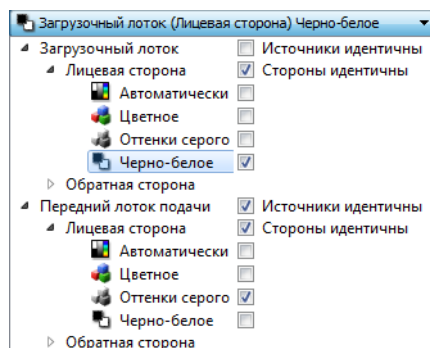 Загрузочный лоток (Лицевая сторона) Черно-белое
Загрузочный лоток Источники идентичны
Лицевая сторона Стороны идентичны
Автоматически
Цветное
Оттенки серого
Черно-белое
Обратная сторона
Передний лоток подачи Источники идентичны
Лицевая сторона Стороны идентичны
Автоматически
Цветное
Оттенки серого
Черно-белое
Обратная сторона